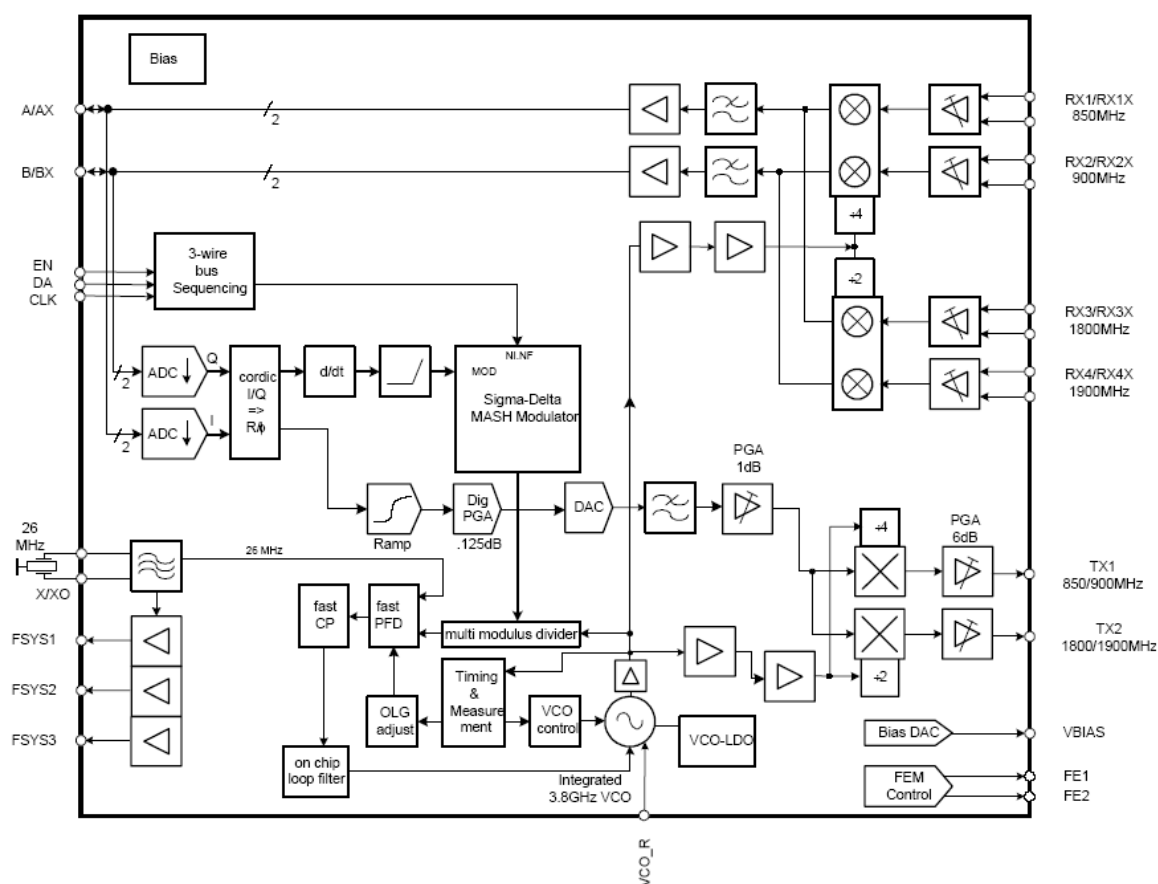 Bias
A/AX
2
RX1/RX1X
850MHz
B/BX
2
RX2/RX2X
900MHz
÷4
EN
DA
CLK
3-wire
bus
Sequencing
÷2
RX3/RX3X
1800MHz
NI.NF
MOD
Sigma-Delta
MASH Modulator
ADC
Q
2
cordic
I/Q
=>
R/ϕ
d/dt
RX4/RX4X
1900MHz
ADC
I
2
PGA
1dB
Dig
PGA
DAC
Ramp
.125dB
÷4
PGA
6dB
26
MHz
26 MHz
X/XO
TX1
850/900MHz
fast
CP
fast
PFD
multi modulus divider
FSYS1
TX2
1800/1900MHz
÷2
Timing
&
Measure
ment
FSYS2
OLG
adjust
VCO
control
VCO-LDO
Bias DAC
VBIAS
FSYS3
on chip
loop filter
Integrated
3.8GHz VCO
FEM
Control
FE1
FE2
VCO_R